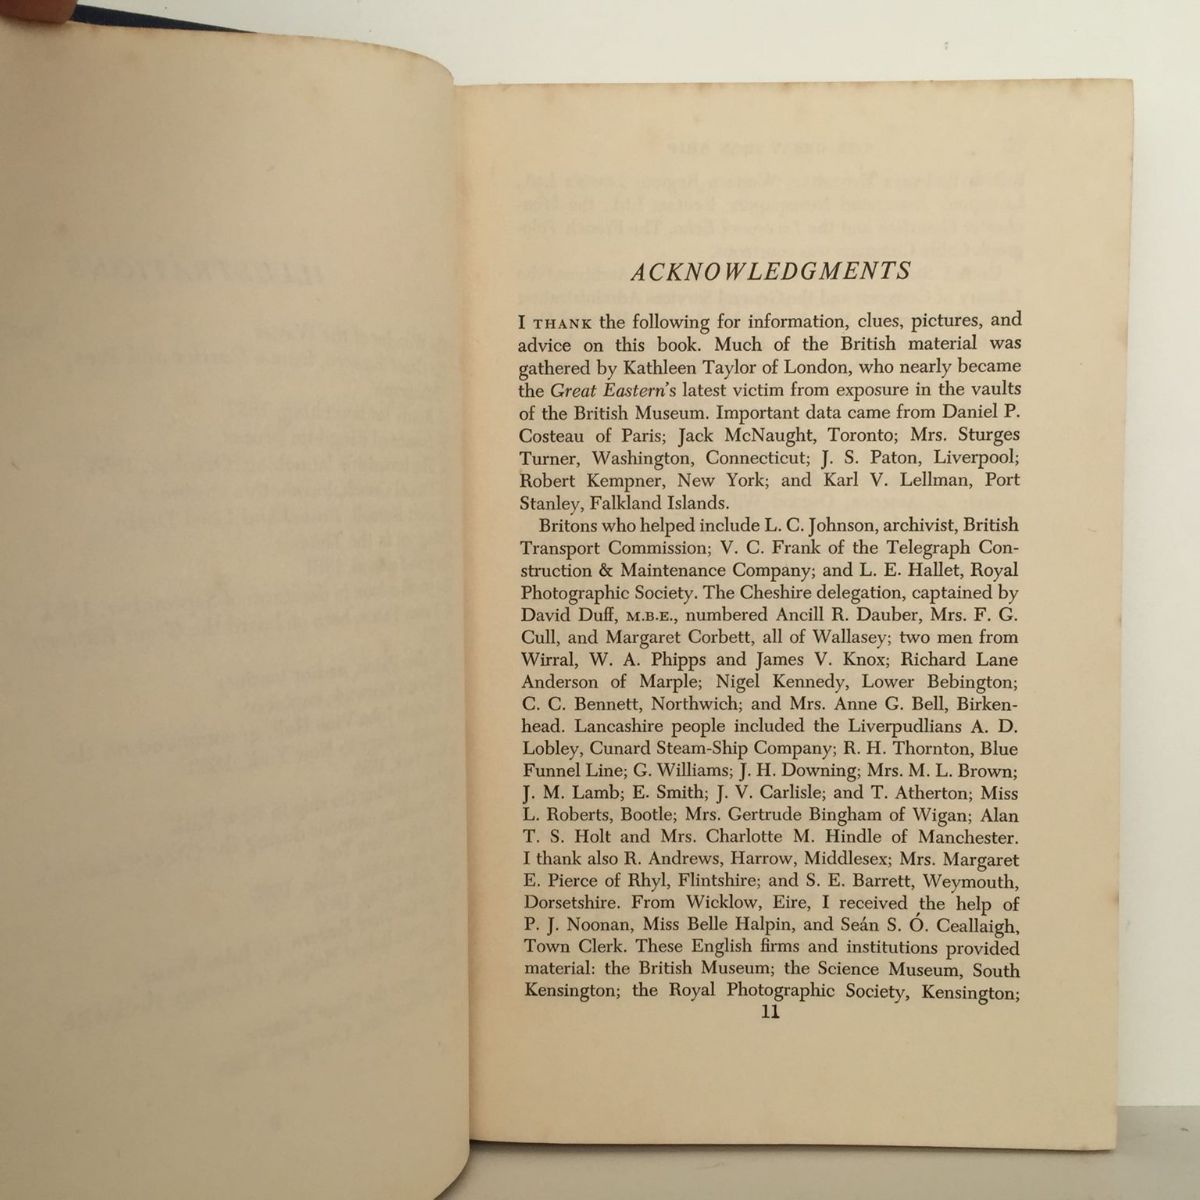 ACKNOWLEDGMENTS
I THANK the following for information, clues, pictures, and
advice on this book. Much of the British material was
gathered by Kathleen Taylor of London, who nearly became
the Great Eastern's latest victim from exposure in the vaults
of the British Museum. Important data came from Daniel P.
Costeau of Paris; Jack McNaught, Toronto; Mrs. Sturges
Turner, Washington, Connecticut; J. S. Paton, Liverpool;
Robert Kempner, New York; and Karl V. Lellman, Port
Stanley, Falkland Islands.
Britons who helped include L. C. Johnson, archivist, British
Transport Commission; V. C. Frank of the Telegraph Con-
struction & Maintenance Company; and L. E. Hallet, Royal
Photographic Society. The Cheshire delegation, captained by
David Duff, M.B.E., numbered Ancill R. Dauber, Mrs. F. G.
Cull, and Margaret Corbett, all of Wallasey; two men from
Wirral, W. A. Phipps and James V. Knox; Richard Lane
Anderson of Marple; Nigel Kennedy, Lower Bebington;
C. C. Bennett, Northwich; and Mrs. Anne G. Bell, Birken-
head. Lancashire people included the Liverpudlians A. D.
Lobley, Cunard Steam-Ship Company; R. H. Thornton, Blue
Funnel Line; G. Williams; J. H. Downing; Mrs. M. L. Brown;
J. M. Lamb; E. Smith; J. V. Carlisle; and T. Atherton; Miss
L. Roberts, Bootle; Mrs. Gertrude Bingham of Wigan; Alan
T. S. Holt and Mrs. Charlotte M. Hindle of Manchester.
I thank also R. Andrews, Harrow, Middlesex; Mrs. Margaret
E. Pierce of Rhyl, Flintshire; and S. E. Barrett, Weymouth,
Dorsetshire. From Wicklow, Eire, I received the help of
P. J. Noonan, Miss Belle Halpin, and Seán S. Ó. Ceallaigh,
Town Clerk. These English firms and institutions provided
material: the British Museum; the Science Museum, South
Kensington; the Royal Photographic Society, Kensington;
11